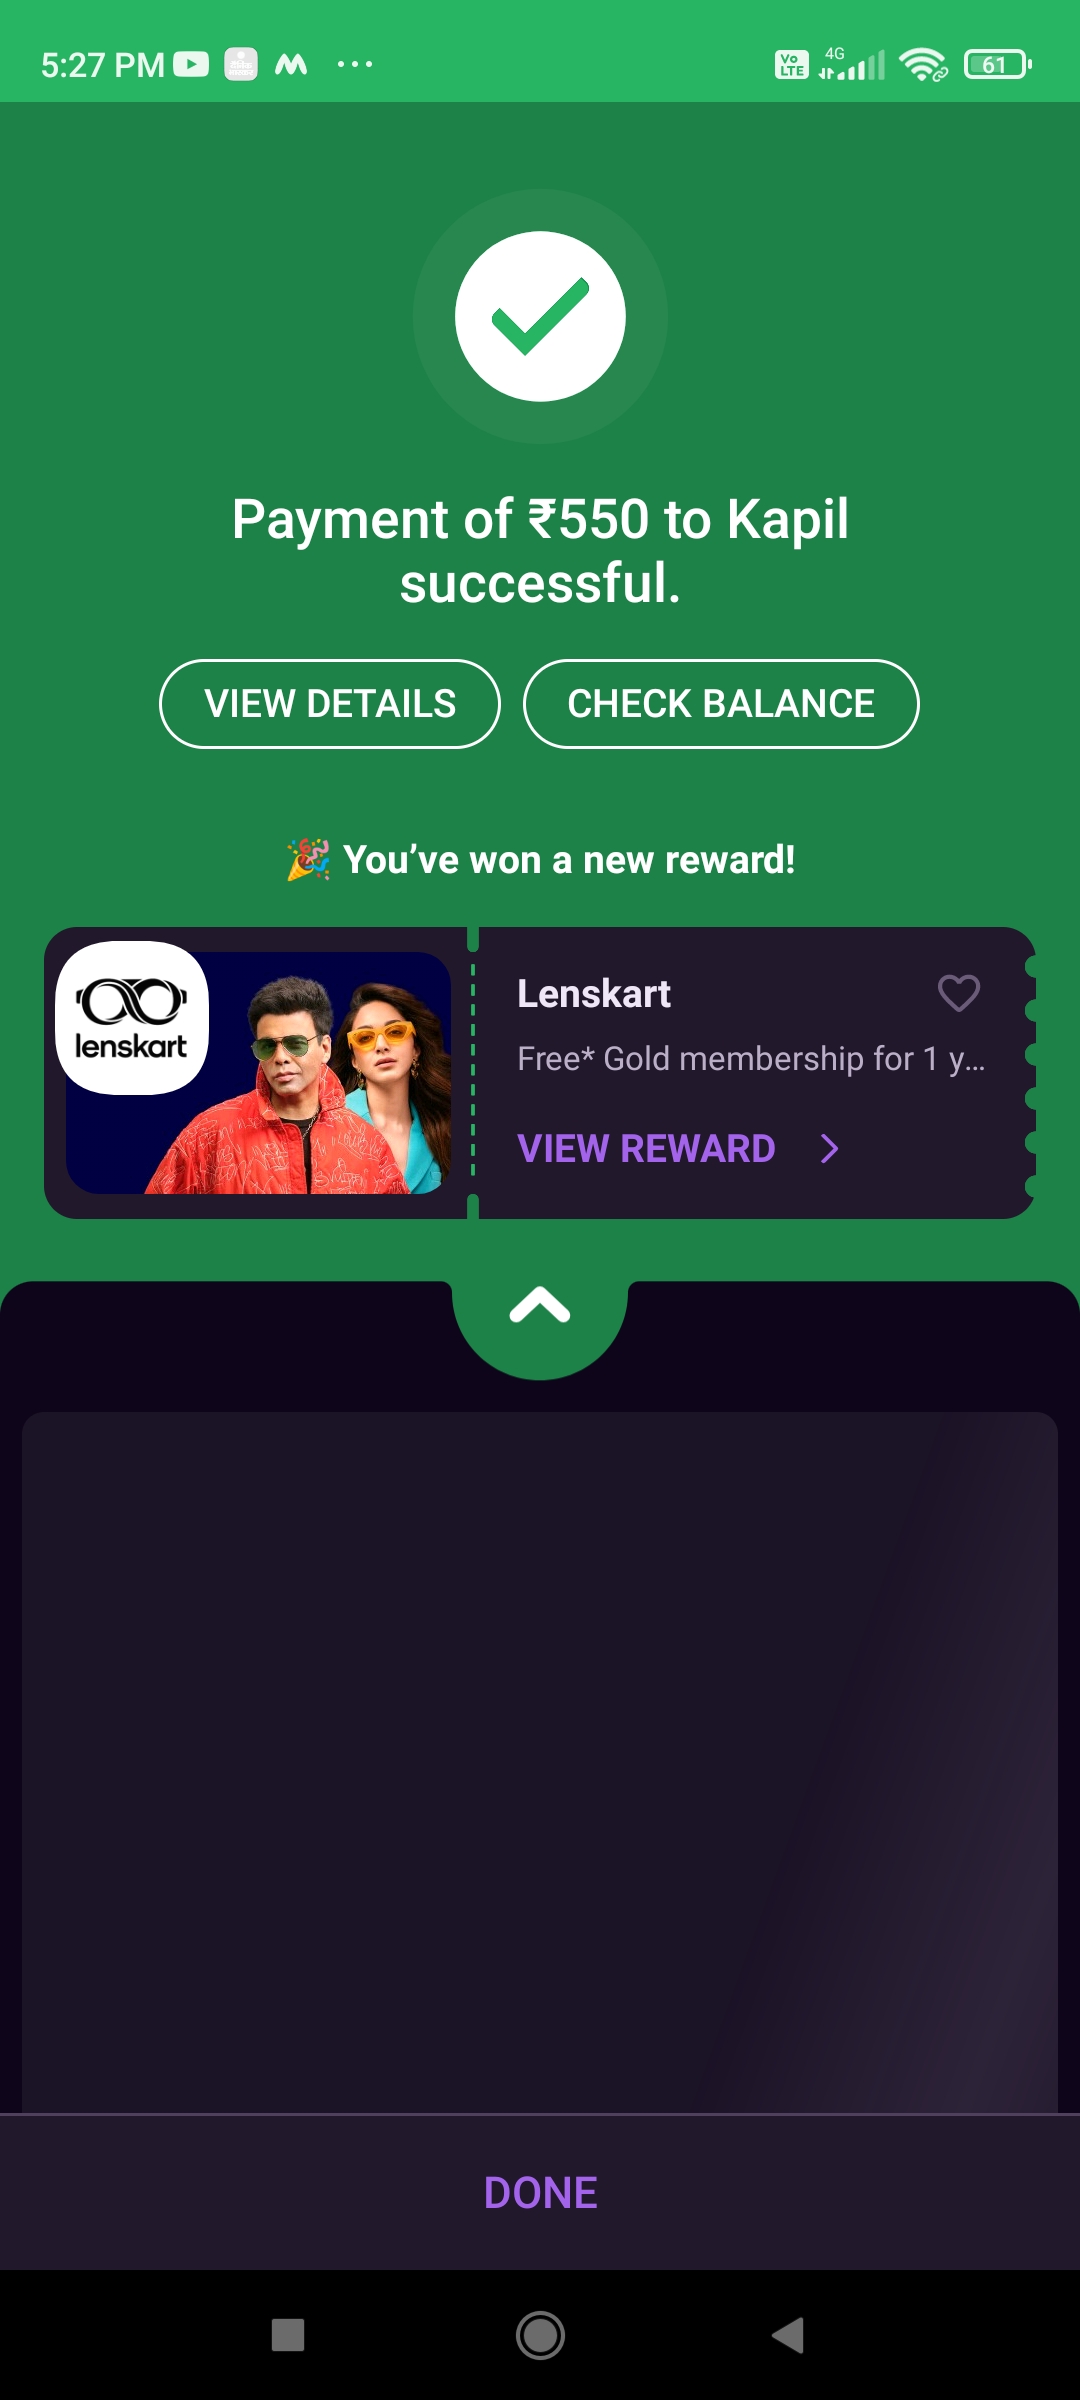 5:27 PM
Vo
LTE
4G
61
Payment of ₹550 to Kapil
successful.
VIEW DETAILS
CHECK BALANCE
You’ve won a new reward!
lenskart
Lenskart
Free* Gold membership for 1 y...
VIEW REWARD
DONE